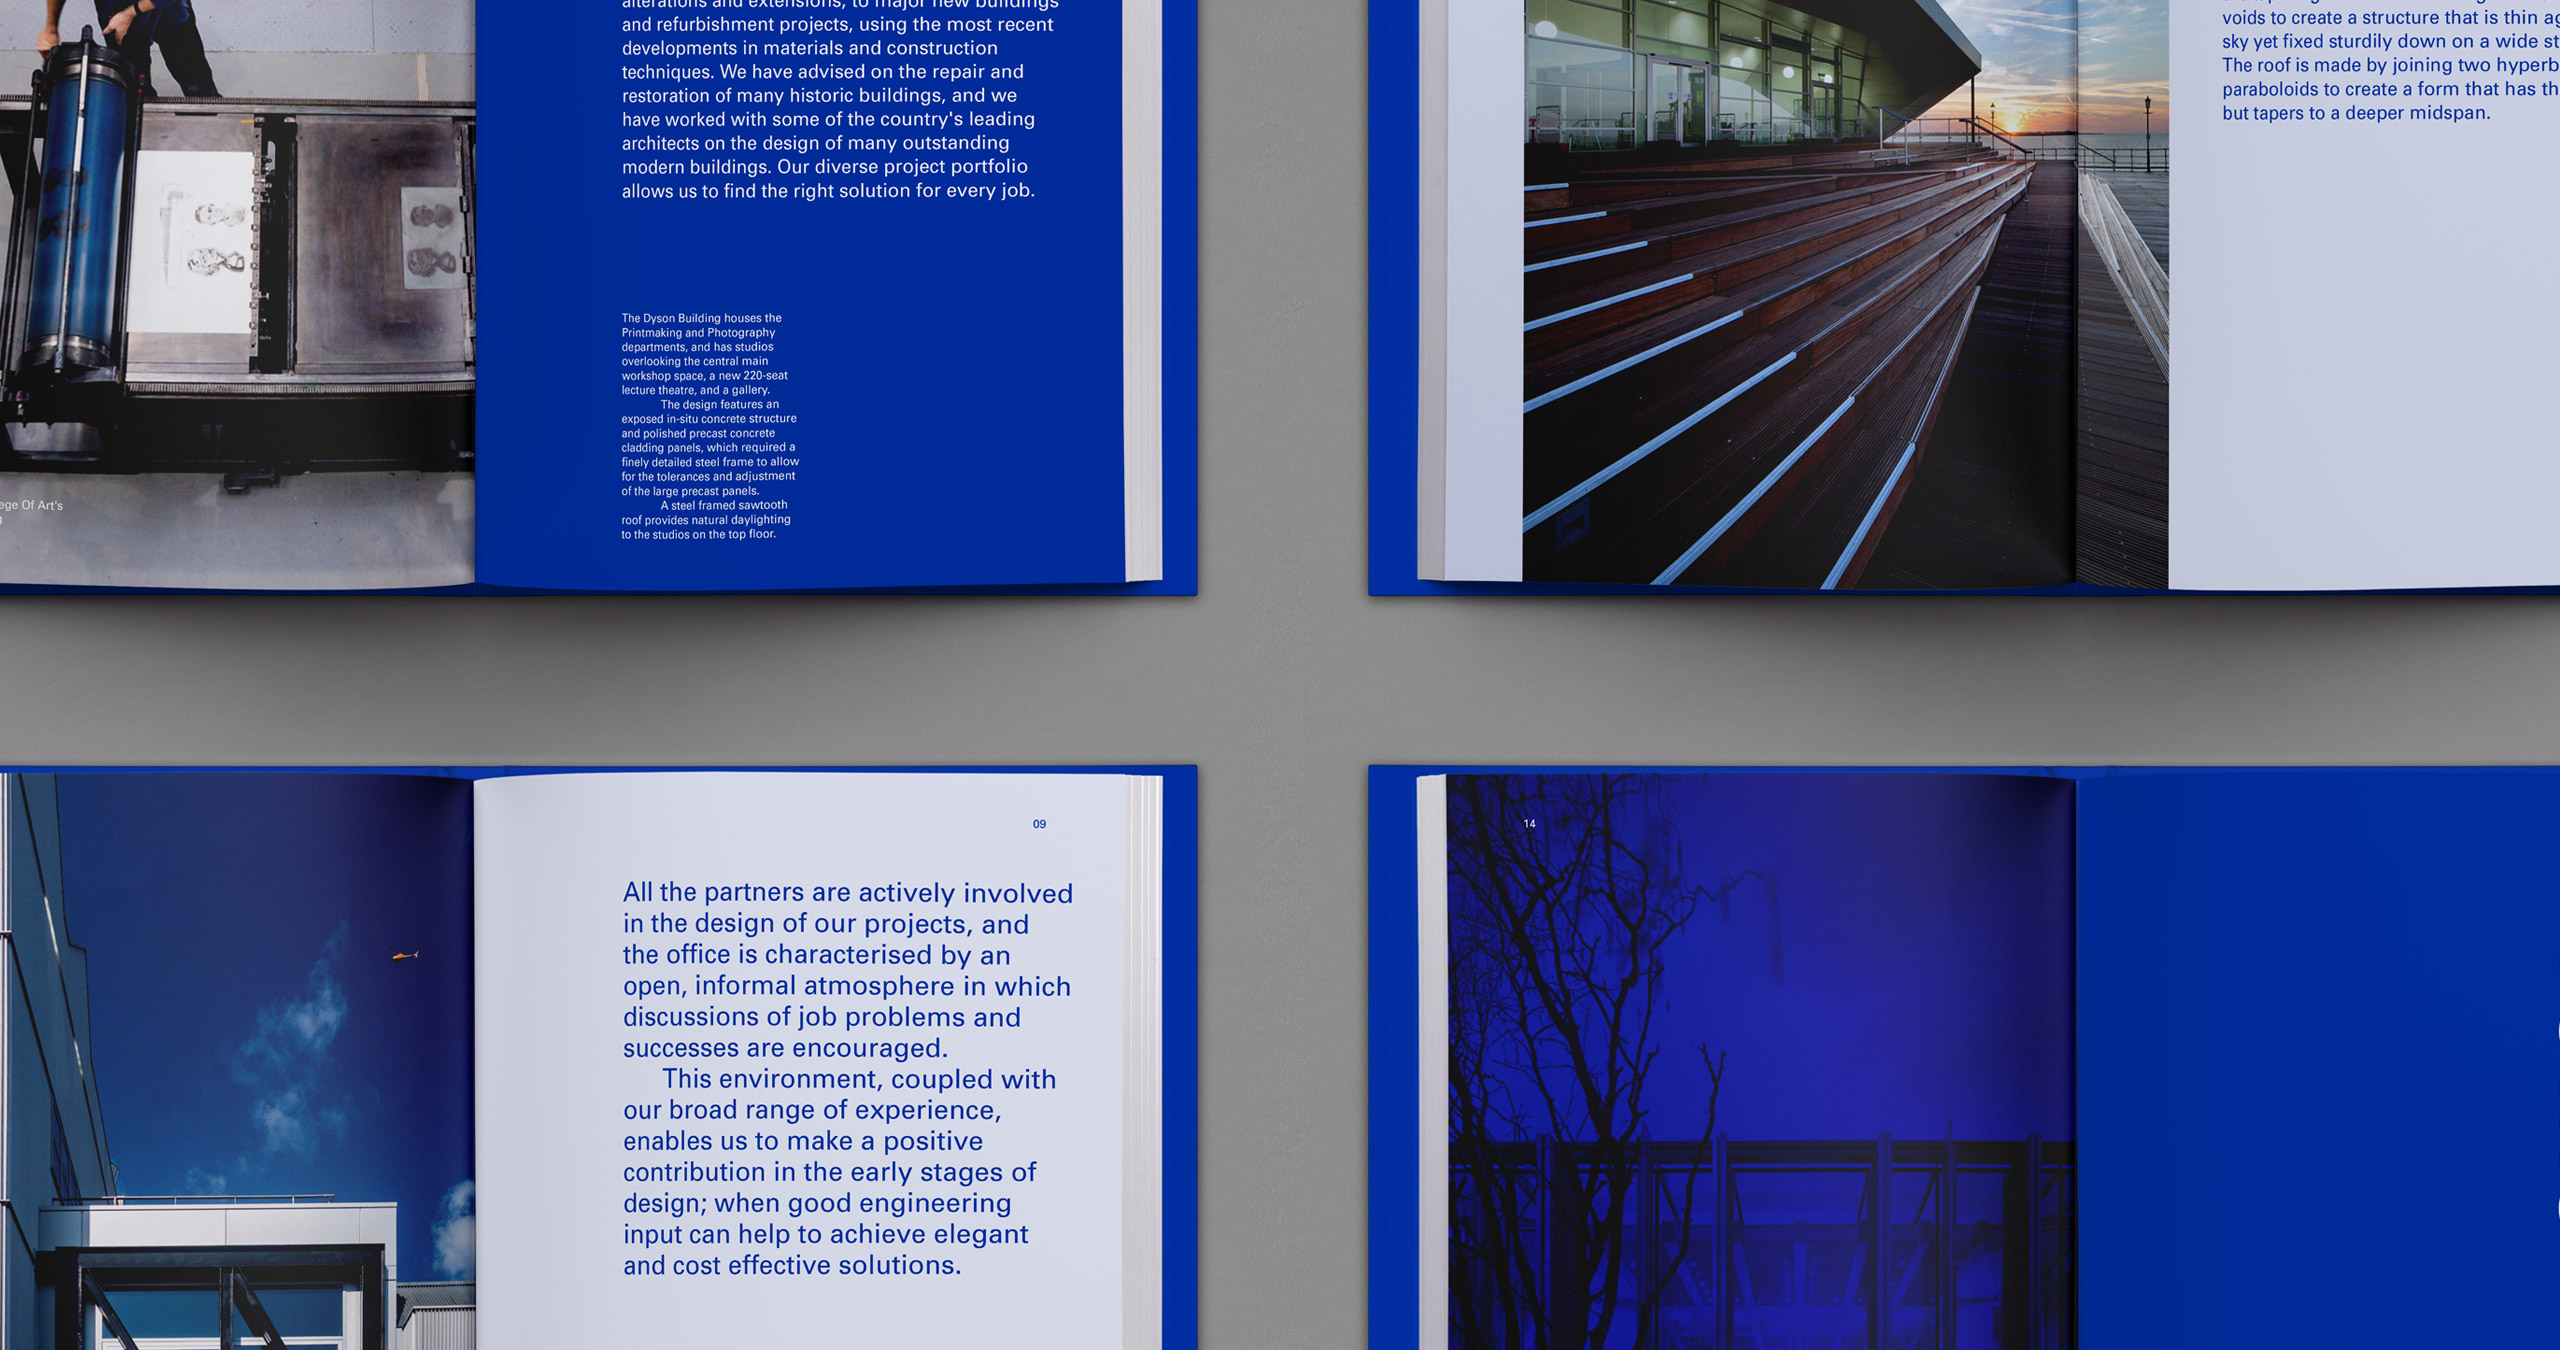 alterations and extensions, to major new buildings
and refurbishment projects, using the most recent
developments in materials and construction
techniques. We have advised on the repair and
restoration of many historic buildings, and we
have worked with some of the country's leading
architects on the design of many outstanding
modern buildings. Our diverse project portfolio
allows us to find the right solution for every job.
The Dyson Building houses the
Printmaking and Photography
departments, and has studios
overlooking the central main
workshop space, a new 220-seat
lecture theatre, and a gallery.
The design features an
exposed in-situ concrete structure
and polished precast concrete
cladding panels, which required a
finely detailed steel frame to allow
for the tolerances and adjustment
of the large precast panels.
A steel framed sawtooth
roof provides natural daylighting
to the studios on the top floor.
Of Art's
voids to create a structure that is thin
sky yet fixed sturdily down on a wide
The roof is made by joining two
paraboloids to create a form that has
but tapers to a deeper midspan.
09
All the partners are actively involved
in the design of our projects, and
the office is characterised by an
open, informal atmosphere in which
discussions of job problems and
successes are encouraged.
This environment, coupled with
our broad range of experience,
enables us to make a positive
contribution in the early stages of
design; when good engineering
input can help to achieve elegant
and cost effective solutions.
14